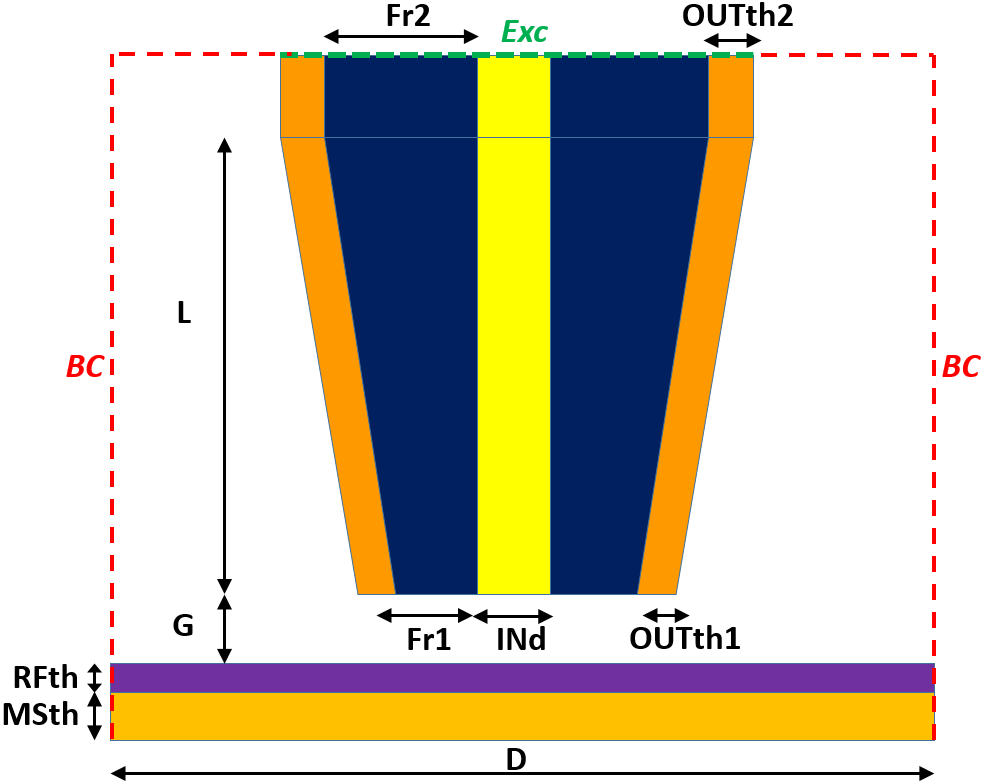 Fr2
OUTth2
Exc
L
BC
BC
G
Fr1
INd
OUTth1
RFth
MSth
D